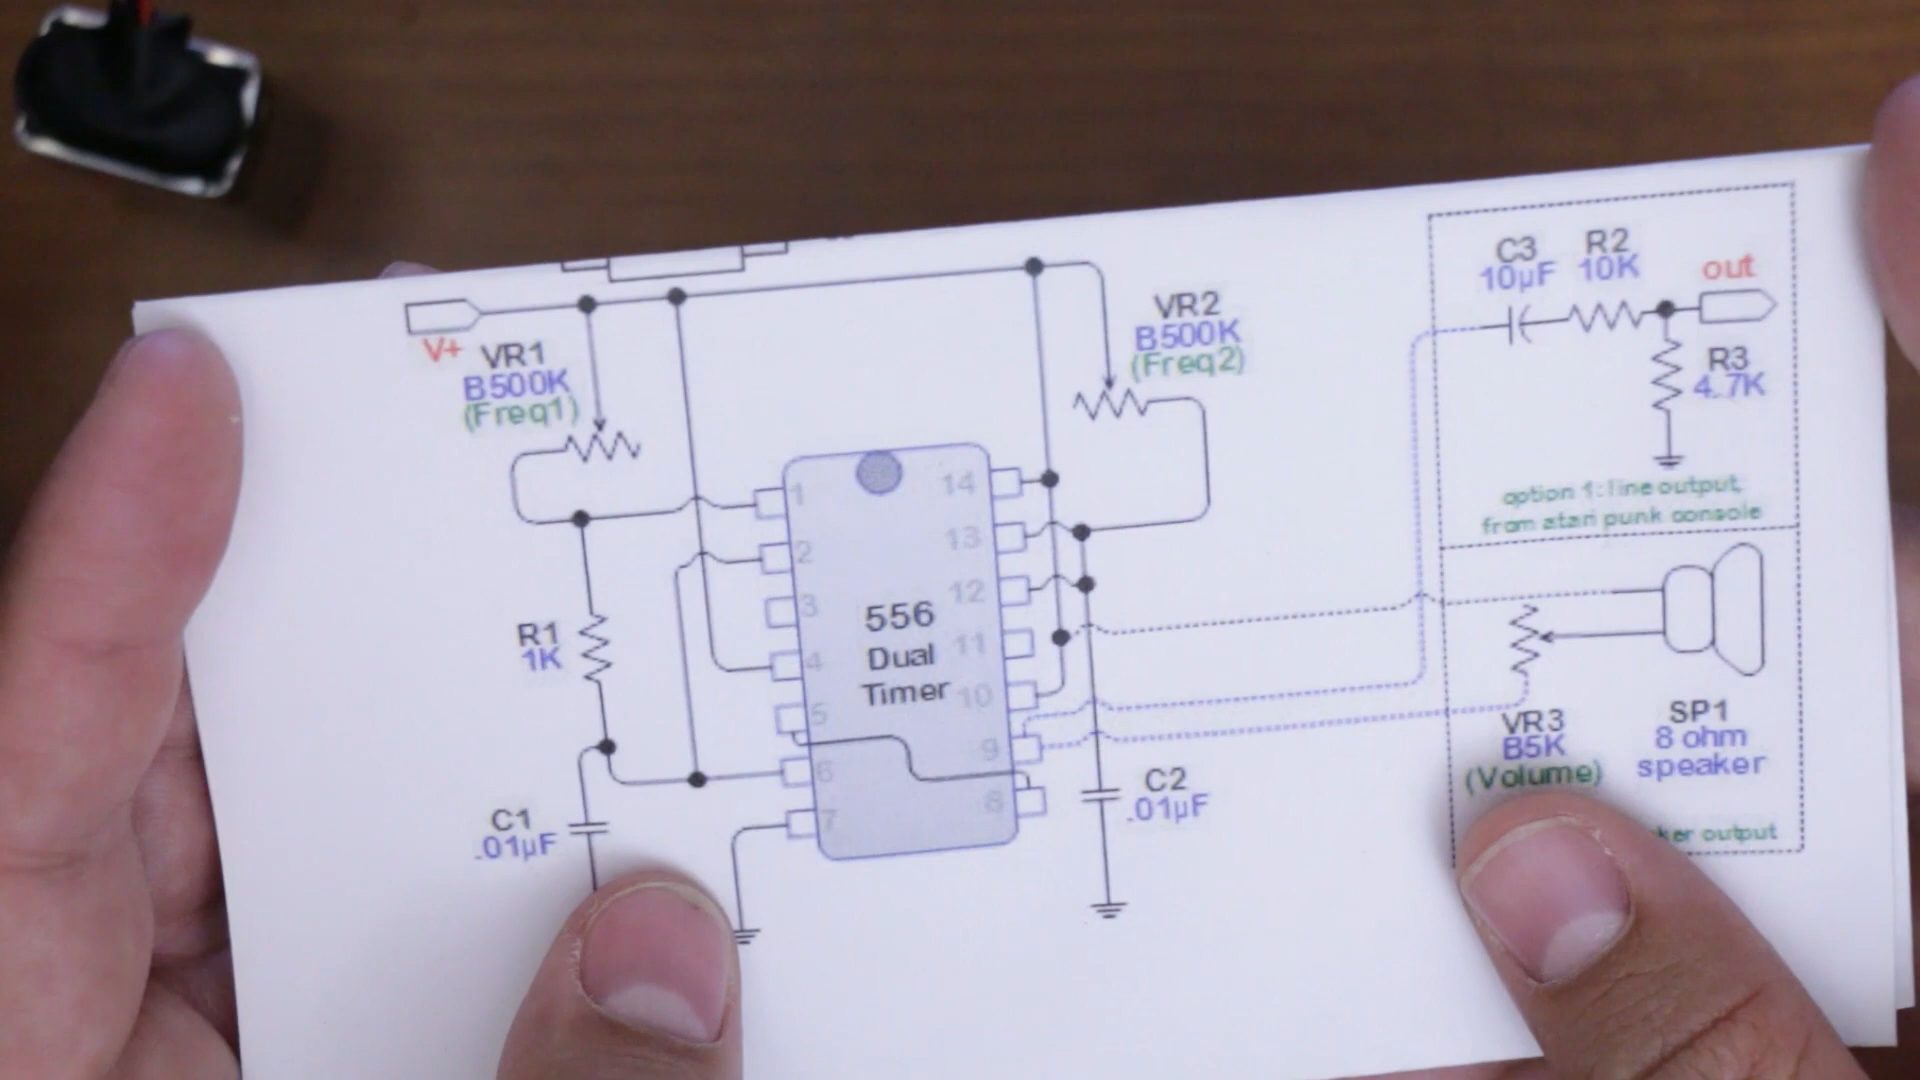 V+
VR1
B500K
(Freq1)
R1
1K
C1
.01µF
1
2
3
4
5
6
7
556
Dual
Timer
14
13
12
11
10
9
8
VR2
B500K
(Freq2)
C2
.01µF
C3
10µF
R2
10K
out
R3
4.7K
option 1: line output,
from atari punk console
VR3
B5K
(Volume)
SP1
8 ohm
speaker
output